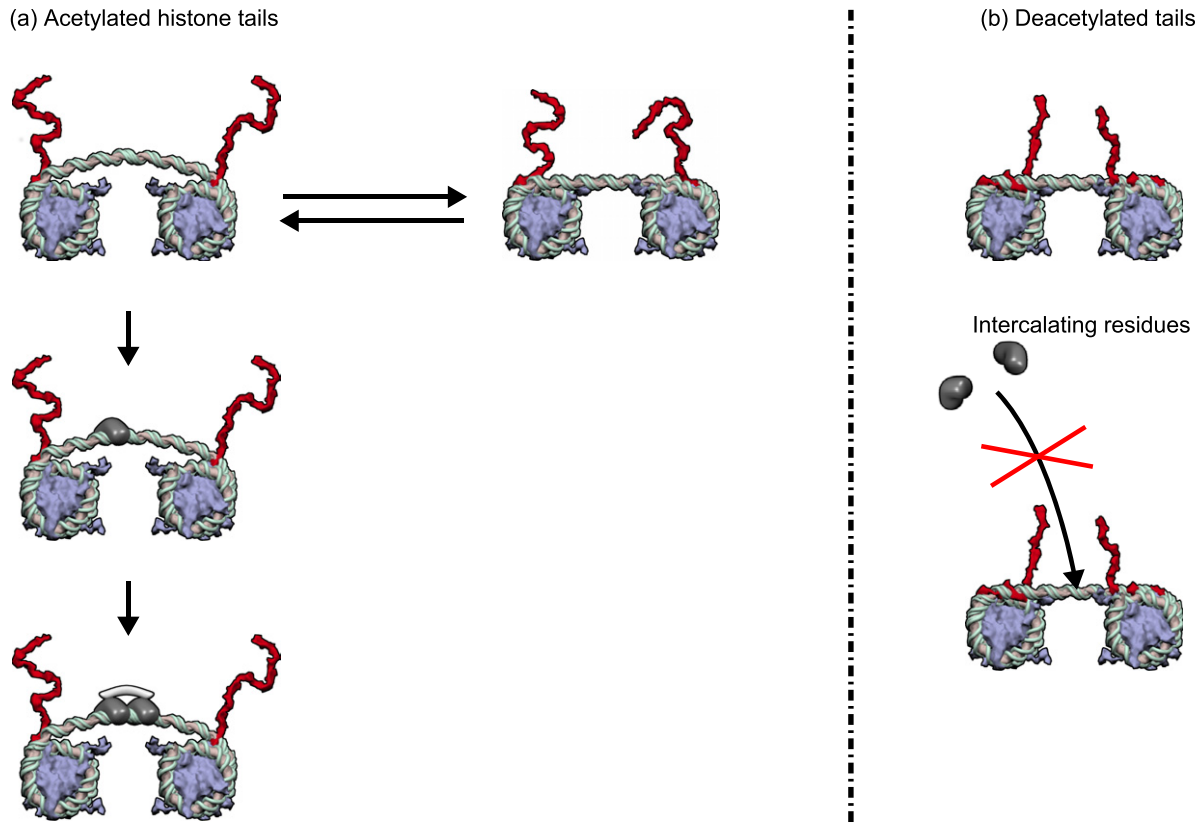 (a) Acetylated histone tails
(b) Deacetylated tails
Intercalating residues